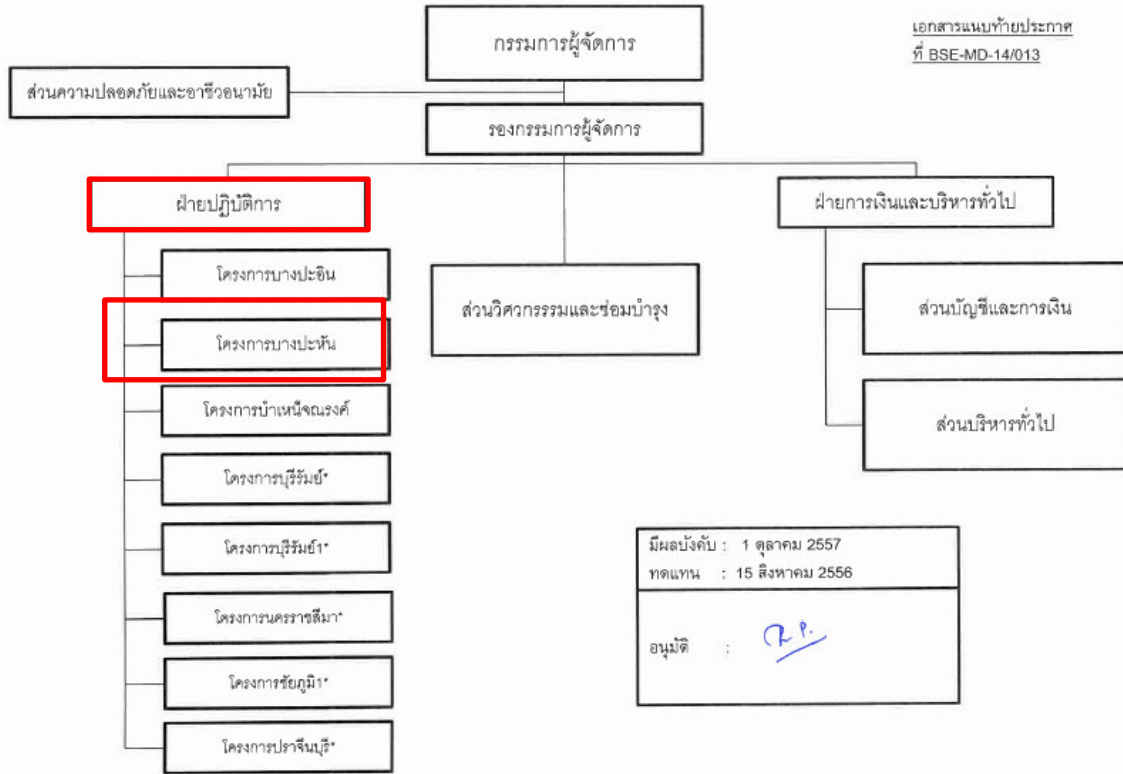 กรรมการผู้จัดการ
เอกสารแนบท้ายประกาศ
ที่ BSE-MD-14/013
ส่วนความปลอดภัยและอาชีวอนามัย
รองกรรมการผู้จัดการ
ฝ่ายปฏิบัติการ
ฝ่ายการเงินและบริหารทั่วไป
โครงการบางปะอิน
ส่วนวิศวกรรรมและซ่อมบำรุง
ส่วนบัญชีและการเงิน
โครงการบางปะหัน
โครงการบำเหน็จณรงค์
ส่วนบริหารทั่วไป
โครงการบุรีรัมย์*
โครงการบุรีรัมย์1*
มีผลบังคับ : 1 ตุลาคม 2557
ทดแทน : 15 สิงหาคม 2556
โครงการนครราชสีมา*
อนุมัติ :
โครงการชัยภูมิ1*
โครงการปราจีนบุรี*